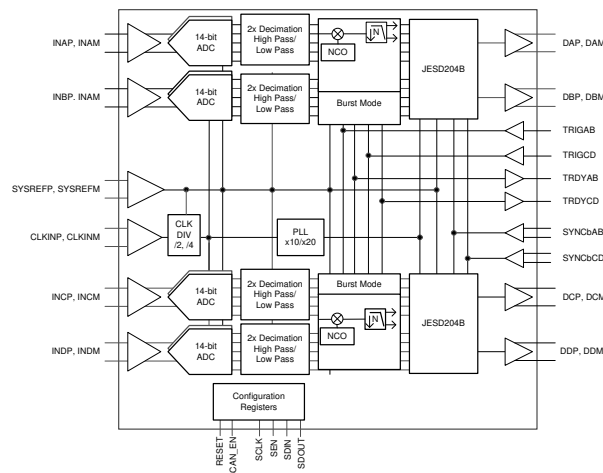 INAP, INAM
14-bit
ADC
2x Decimation
High Pass/
Low Pass
NCO
N
JESD204B
DAP, DAM
INBP. INAM
14-bit
ADC
2x Decimation
High Pass/
Low Pass
Burst Mode
DBP, DBM
TRIGAB
TRIGCD
TRDYAB
TRDYCD
SYSREFP, SYSREFM
CLKINP, CLKINM
CLK
DIV
/2, /4
PLL
x10/x20
SYNCbAB
SYNCbCD
INCP, INCM
14-bit
ADC
2x Decimation
High Pass/
Low Pass
Burst Mode
NCO
N
JESD204B
DCP, DCM
INDP, INDM
14-bit
ADC
2x Decimation
High Pass/
Low Pass
DDP, DDM
Configuration
Registers
RESET
CAN_EN
SCLK
SEN
SDIN
SDOUT